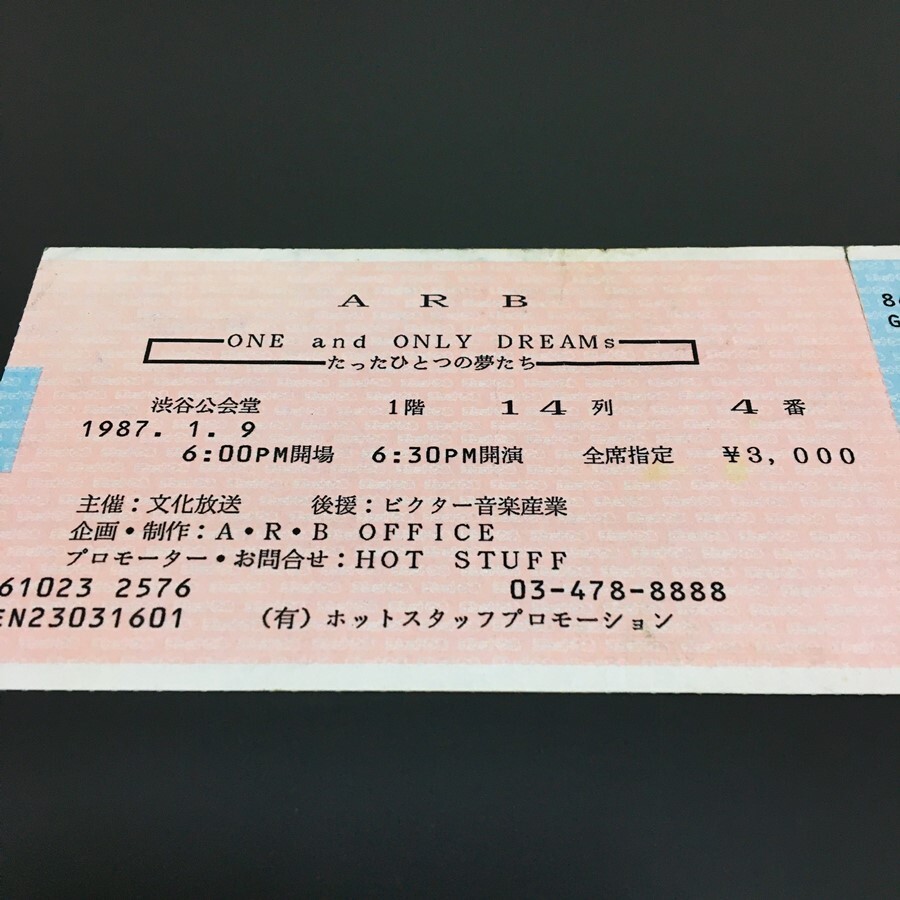 A R B
ONE and ONLY DREAMs
たったひとつの夢たち
渋谷公会堂 1階 14列 4番
1987. 1. 9
6:00PM開場 6:30PM開演 全席指定 ¥3,000
主催：文化放送 後援：ビクター音楽産業
企画・制作：A・R・B OFFICE
プロモーター・お問合せ：HOT STUFF
61023 2576 03-478-8888
EN23031601 （有）ホットスタッフプロモーション